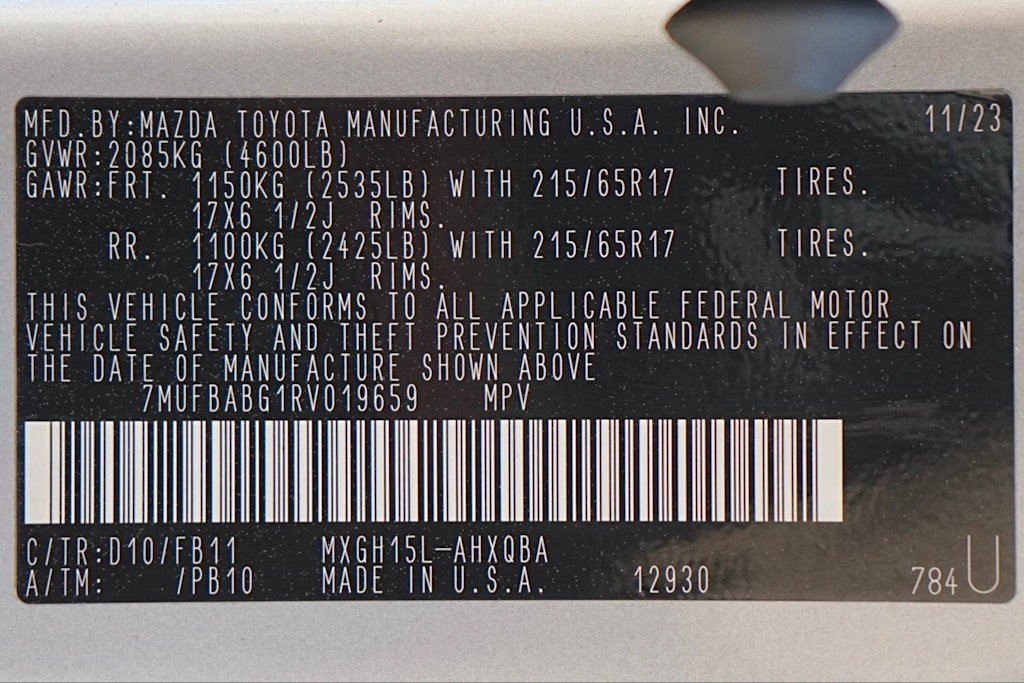 MFD.BY:MAZDA TOYOTA MANUFACTURING U.S.A. INC. 11/23
GVWR:2085KG (4600LB)
GAWR:FRT. 1150KG (2535LB) WITH 215/65R17 TIRES.
17X6 1/2J RIMS.
RR. 1100KG (2425LB) WITH 215/65R17 TIRES.
17X6 1/2J RIMS.
THIS VEHICLE CONFORMS TO ALL APPLICABLE FEDERAL MOTOR
VEHICLE SAFETY AND THEFT PREVENTION STANDARDS IN EFFECT ON
THE DATE OF MANUFACTURE SHOWN ABOVE
7MUFBABG1RV019659 MPV
C/TR:D10/FB11 MXGH15L-AHXQBA
A/TM: /PB10 MADE IN U.S.A. 12930 784 U